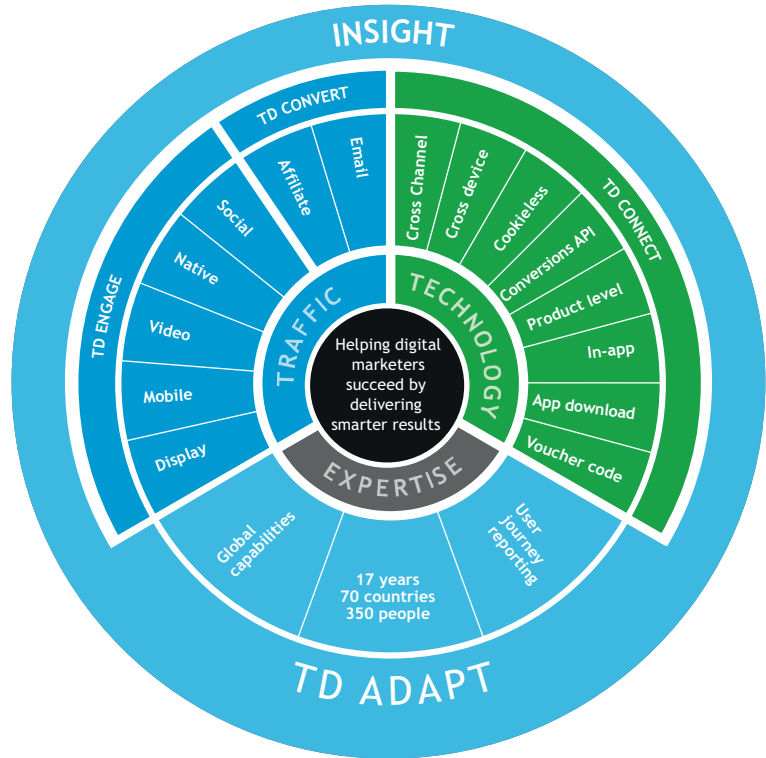 INSIGHT
TD CONVERT
TD ENGAGE
TD CONNECT
Email
Affiliate
Social
Native
Video
Mobile
Display
Cross Channel
Cross device
Cookieless
Conversions API
Product level
In-app
App download
Voucher code
TRAFFIC
TECHNOLOGY
EXPERTISE
Helping digital
marketers
succeed by
delivering
smarter results
Global
capabilities
17 years
70 countries
350 people
User
journey
reporting
TD ADAPT